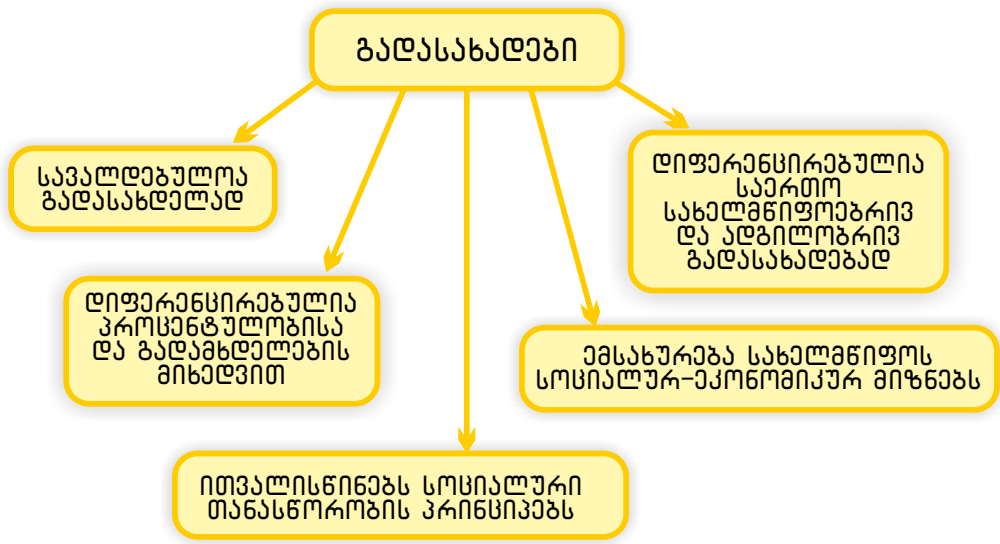 გადასახადები
სავალდებულოა
გადასახდელად
დიფერენცირებულია
საერთო
სახელმწიფოებრივ
და ადგილობრივ
გადასახადებად
დიფერენცირებულია
პროცენტულობისა
და გადამხდელების
მიხედვით
ემსახურება სახელმწიფოს
სოციალურ-ეკონომიკურ მიზნებს
ითვალისწინებს სოციალური
თანასწორობის პრინციპებს